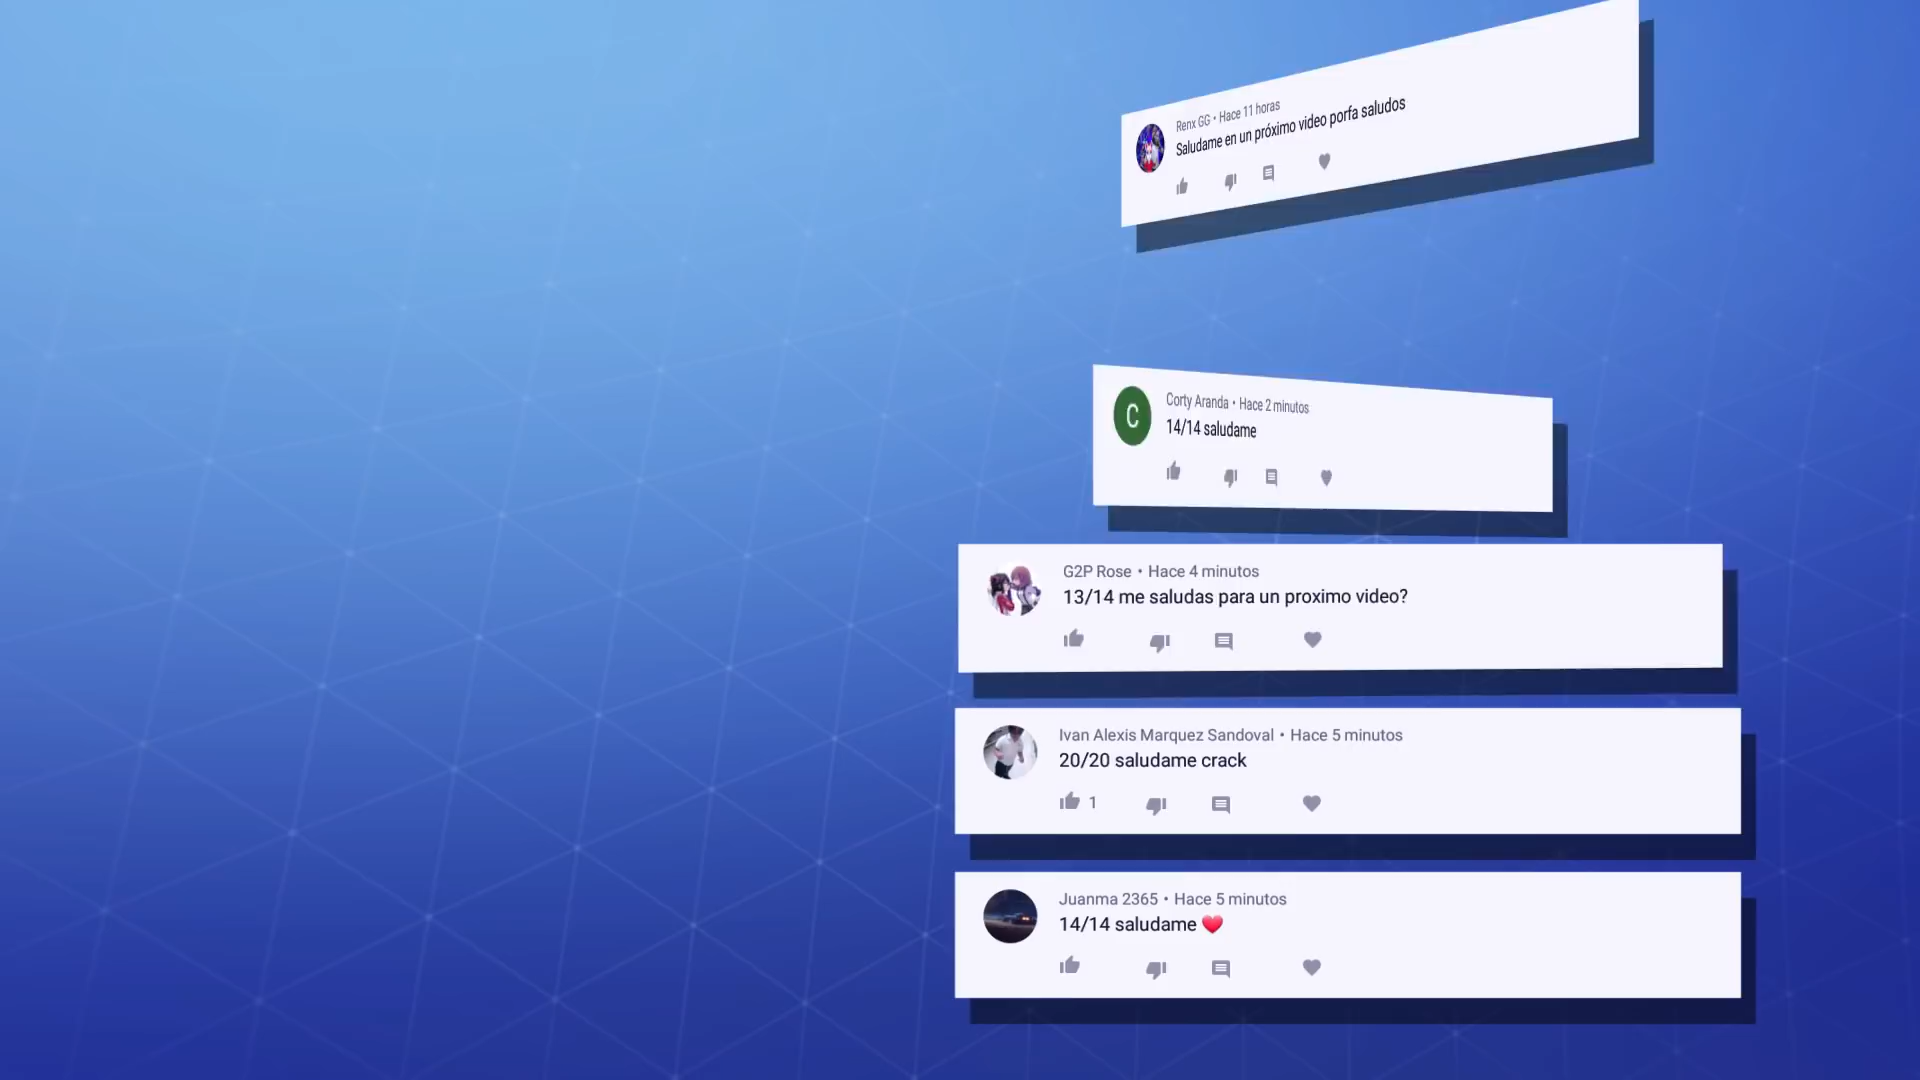 Renx GG • Hace 11 horas
Saludame en un próximo video porfa saludos
C
Corty Aranda • Hace 2 minutos
14/14 saludame
G2P Rose • Hace 4 minutos
13/14 me saludas para un proximo video?
Ivan Alexis Marquez Sandoval • Hace 5 minutos
20/20 saludame crack
1
Juanma 2365 • Hace 5 minutos
14/14 saludame ❤️